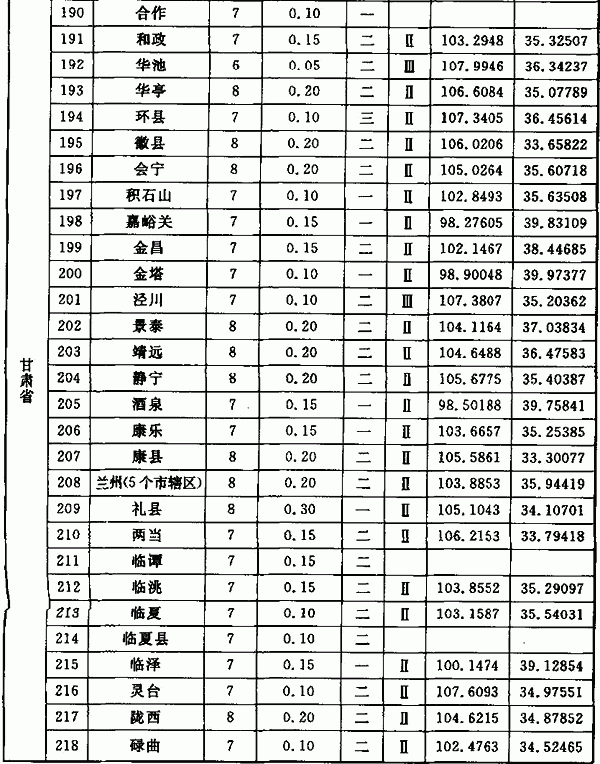 甘肃省
190 合作 7 0.10 一
191 和政 7 0.15 二 Ⅱ 103.2948 35.32507
192 华池 6 0.05 二 Ⅲ 107.9946 36.34237
193 华亭 8 0.20 二 Ⅱ 106.6084 35.07789
194 环县 7 0.10 三 Ⅱ 107.3405 36.45614
195 徽县 8 0.20 二 Ⅱ 106.0206 33.65822
196 会宁 8 0.20 二 Ⅱ 105.0264 35.60718
197 积石山 7 0.10 一 Ⅱ 102.8493 35.63508
198 嘉峪关 7 0.15 一 Ⅱ 98.27605 39.83109
199 金昌 7 0.15 二 Ⅱ 102.1467 38.44685
200 金塔 7 0.10 一 Ⅱ 98.90048 39.97377
201 泾川 7 0.10 二 Ⅲ 107.3807 35.20362
202 景泰 8 0.20 二 Ⅱ 104.1164 37.03834
203 靖远 8 0.20 二 Ⅱ 104.6488 36.47583
204 静宁 8 0.20 二 Ⅱ 105.6775 35.40387
205 酒泉 7 0.15 一 Ⅱ 98.50188 39.75841
206 康乐 7 0.15 一 Ⅱ 103.6657 35.25385
207 康县 8 0.20 二 Ⅱ 105.5861 33.30077
208 兰州(5个市辖区) 8 0.20 二 Ⅱ 103.8853 35.94419
209 礼县 8 0.30 一 Ⅱ 105.1043 34.10701
210 两当 7 0.15 二 Ⅱ 106.2153 33.79418
211 临谭 7 0.15 二
212 临洮 7 0.15 二 Ⅱ 103.8552 35.29097
213 临夏 7 0.10 二 Ⅱ 103.1587 35.54031
214 临夏县 7 0.10 二
215 临泽 7 0.15 一 Ⅱ 100.1474 39.12854
216 灵台 7 0.10 二 Ⅱ 107.6093 34.97551
217 陇西 8 0.20 二 Ⅱ 104.6215 34.87852
218 碌曲 7 0.10 二 Ⅱ 102.4763 34.52465